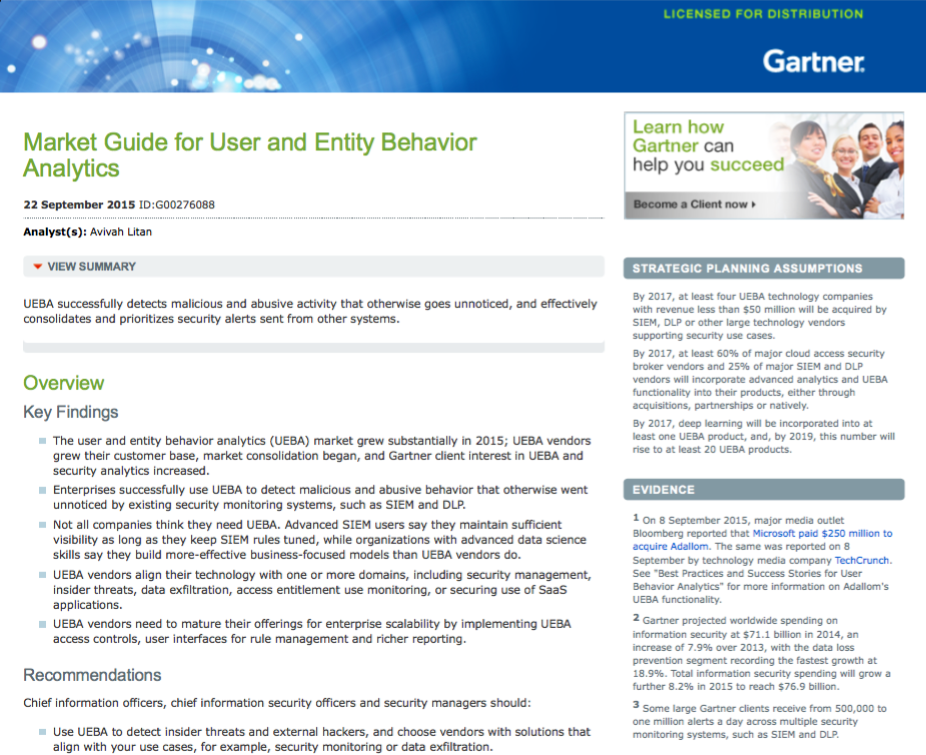 LICENSED FOR DISTRIBUTION
Gartner.
Market Guide for User and Entity Behavior
Analytics
22 September 2015 ID:G00276088
Analyst(s): Avivah Litan
VIEW SUMMARY
UEBA successfully detects malicious and abusive activity that otherwise goes unnoticed, and effectively
consolidates and prioritizes security alerts sent from other systems.
Overview
Key Findings
The user and entity behavior analytics (UEBA) market grew substantially in 2015; UEBA vendors
grew their customer base, market consolidation began, and Gartner client interest in UEBA and
security analytics increased.
Enterprises successfully use UEBA to detect malicious and abusive behavior that otherwise went
unnoticed by existing security monitoring systems, such as SIEM and DLP.
Not all companies think they need UEBA. Advanced SIEM users say they maintain sufficient
visibility as long as they keep SIEM rules tuned, while organizations with advanced data science
skills say they build more-effective business-focused models than UEBA vendors do.
UEBA vendors align their technology with one or more domains, including security management,
insider threats, data exfiltration, access entitlement use monitoring, or securing use of SaaS
applications.
UEBA vendors need to mature their offerings for enterprise scalability by implementing UEBA
access controls, user interfaces for rule management and richer reporting.
Recommendations
Chief information officers, chief information security officers and security managers should:
Use UEBA to detect insider threats and external hackers, and choose vendors with solutions that
align with your use cases, for example, security monitoring or data exfiltration.
Learn how
Gartner can
help you succeed
Become a Client now
STRATEGIC PLANNING ASSUMPTIONS
By 2017, at least four UEBA technology companies
with revenue less than $50 million will be acquired by
SIEM, DLP or other large technology vendors
supporting security use cases.
By 2017, at least 60% of major cloud access security
broker vendors and 25% of major SIEM and DLP
vendors will incorporate advanced analytics and UEBA
functionality into their products, either through
acquisitions, partnerships or natively.
By 2017, deep learning will be incorporated into at
least one UEBA product, and, by 2019, this number will
rise to at least 20 UEBA products.
EVIDENCE
1 On 8 September 2015, major media outlet
Bloomberg reported that Microsoft paid $250 million to
acquire Adallom. The same was reported on 8
September by technology media company TechCrunch.
See "Best Practices and Success Stories for User
Behavior Analytics" for more information on Adallom's
UEBA functionality.
2 Gartner projected worldwide spending on
information security at $71.1 billion in 2014, an
increase of 7.9% over 2013, with the data loss
prevention segment recording the fastest growth at
18.9%. Total information security spending will grow a
further 8.2% in 2015 to reach $76.9 billion.
3 Some large Gartner clients receive from 500,000 to
one million alerts a day across multiple security
monitoring systems, such as SIEM and DLP.